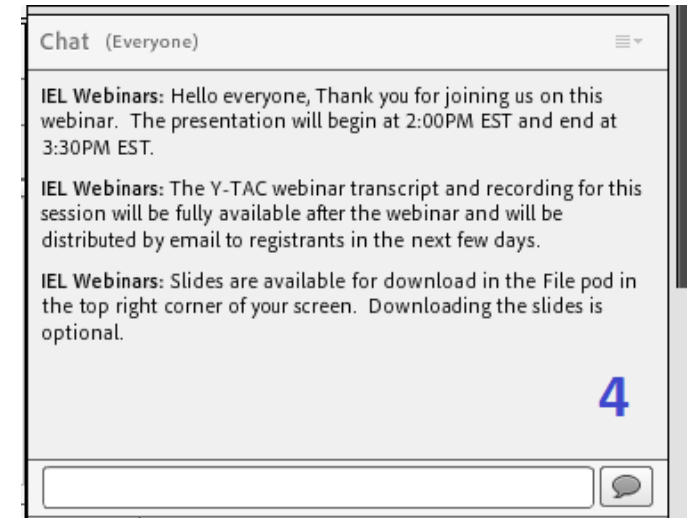 Chat (Everyone)
IEL Webinars: Hello everyone, Thank you for joining us on this
webinar.  The presentation will begin at 2:00PM EST and end at
3:30PM EST.
IEL Webinars: The Y-TAC webinar transcript and recording for this
session will be fully available after the webinar and will be
distributed by email to registrants in the next few days.
IEL Webinars: Slides are available for download in the File pod in
the top right corner of your screen.  Downloading the slides is
optional.
4